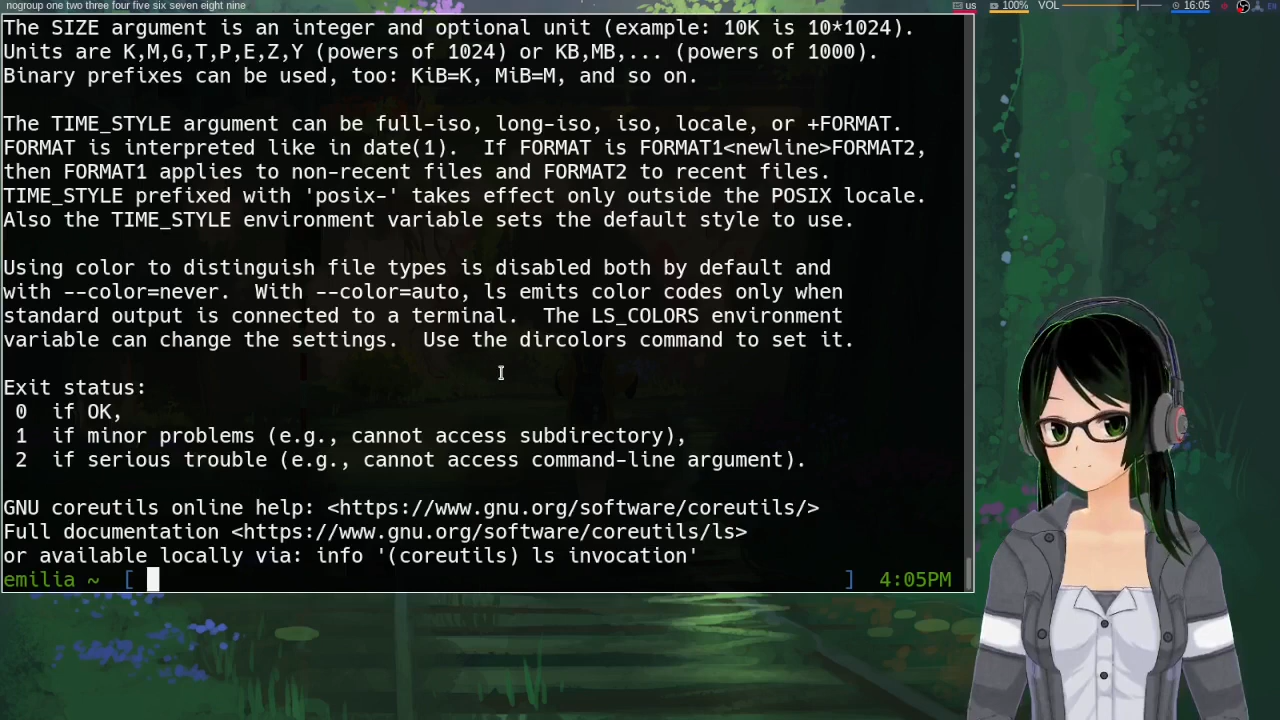 nogroup one two three four five six seven eight nine
us 100% VOL 16:05
The SIZE argument is an integer and optional unit (example: 10K is 10*1024).
Units are K,M,G,T,P,E,Z,Y (powers of 1024) or KB,MB,... (powers of 1000).
Binary prefixes can be used, too: KiB=K, MiB=M, and so on.
The TIME_STYLE argument can be full-iso, long-iso, iso, locale, or +FORMAT.
FORMAT is interpreted like in date(1).  If FORMAT is FORMAT1<newline>FORMAT2,
then FORMAT1 applies to non-recent files and FORMAT2 to recent files.
TIME_STYLE prefixed with 'posix-' takes effect only outside the POSIX locale.
Also the TIME_STYLE environment variable sets the default style to use.
Using color to distinguish file types is disabled both by default and
with --color=never.  With --color=auto, ls emits color codes only when
standard output is connected to a terminal.  The LS_COLORS environment
variable can change the settings.  Use the dircolors command to set it.
Exit status:
 0  if OK,
 1  if minor problems (e.g., cannot access subdirectory),
 2  if serious trouble (e.g., cannot access command-line argument).
GNU coreutils online help: <https://www.gnu.org/software/coreutils/>
Full documentation <https://www.gnu.org/software/coreutils/ls>
or available locally via: info '(coreutils) ls invocation'
emilia ~ [ ] 4:05PM